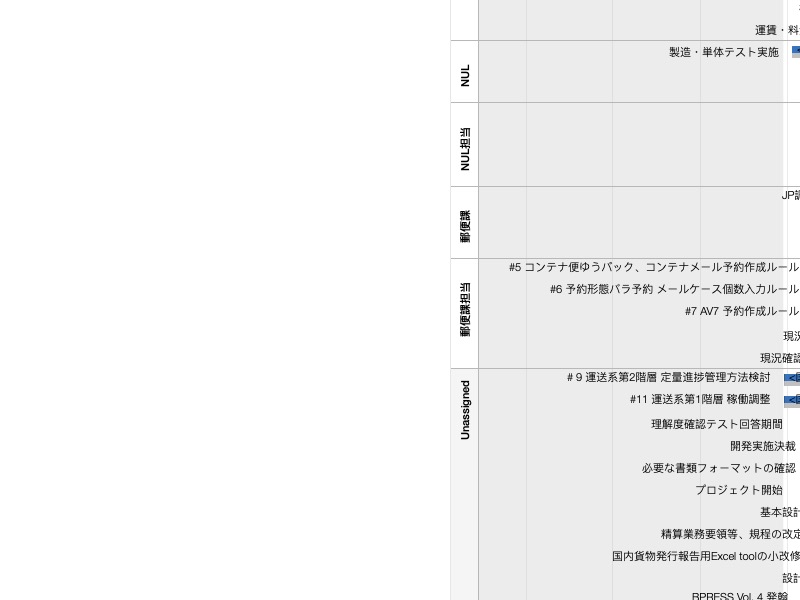 運賃・料
NUL
製造・単体テスト実施
NUL担当
郵便課
JP調
郵便課担当
#5 コンテナ便ゆうパック、コンテナメール予約作成ルール
#6 予約形態バラ予約 メールケース個数入力ルール
#7 AV7 予約作成ルール
現況
現況確認
Unassigned
# 9 運送系第2階層 定量進捗管理方法検討
#11 運送系第1階層 稼働調整
理解度確認テスト回答期間
開発実施決裁
必要な書類フォーマットの確認
プロジェクト開始
基本設計
精算業務要領等、規程の改定
国内貨物発行報告用Excel toolの小改修
設計
BPRESS Vol. 4 発翰